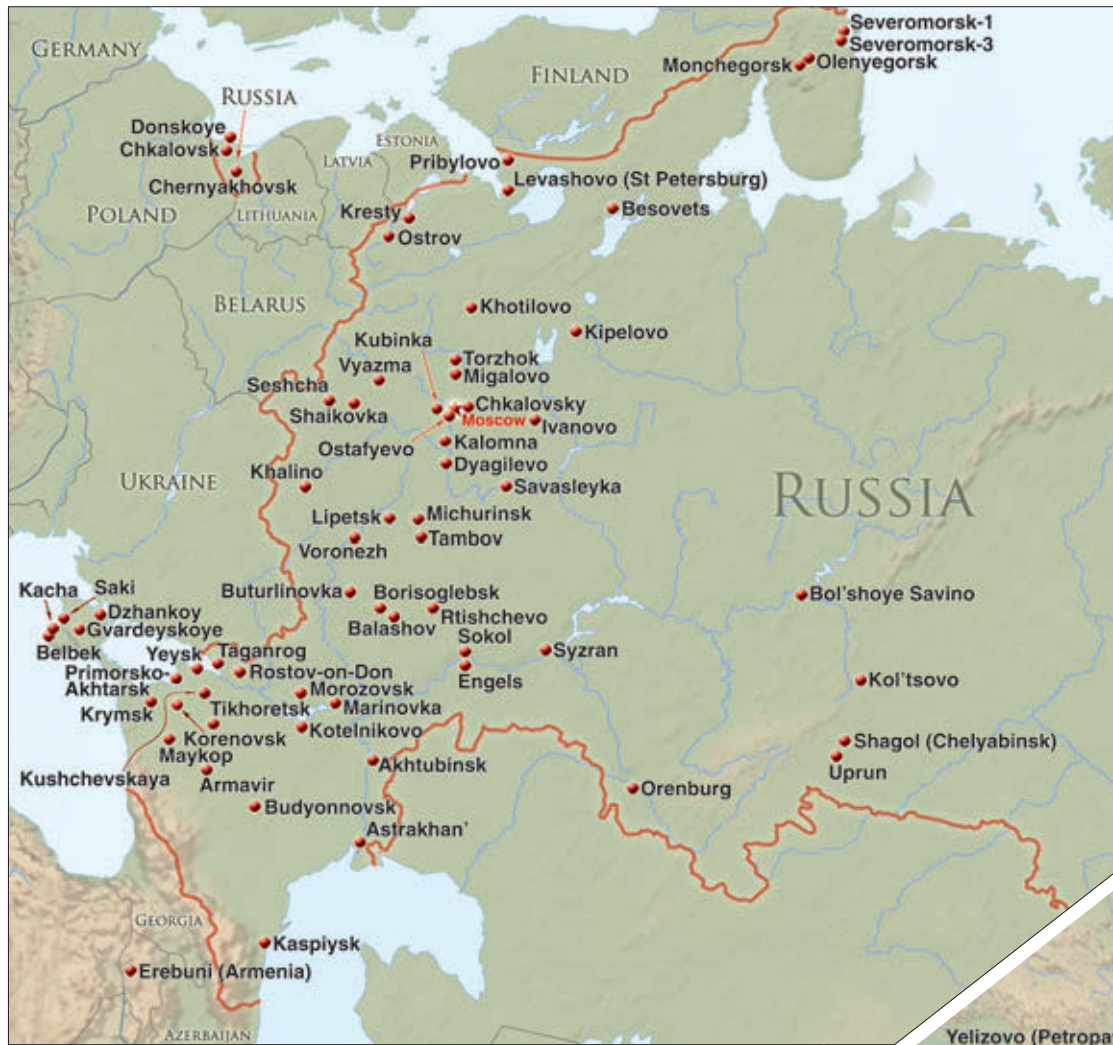 Severomorsk-1
GERMANY
Severomorsk-3
FINLAND
Monchegorsk
Olenyegorsk
RUSSIA
Donskoye
Chkalovsk
ESTONIA
LATVIA
Pribylovo
Chernyakhovsk
Levashovo (St Petersburg)
POLAND
LITHUANIA
Kresty
Besovets
Ostrov
BELARUS
Khotilovo
Kubinka
Kipelovo
Vyazma
Torzhok
Migalovo
Seshcha
Shaikovka
Chkalovsky
Moscow
Ivanovo
Ostafyevo
Kalomna
Dyagilevo
Khalino
UKRAINE
Savasleyka
RUSSIA
Lipetsk
Michurinsk
Voronezh
Tambov
Kacha
Saki
Buturlinovka
Borisoglebsk
Bol'shoye Savino
Dzhankoy
Gvardeyskoye
Balashov
Rtishchevo
Belbek
Sokol
Yeysk
Taganrog
Syzran
Primorsko-
Akhtarsk
Rostov-on-Don
Engels
Kol'tsovo
Krymsk
Morozovsk
Tikhoretsk
Marinovka
Korenovsk
Kotelnikovo
Shagol (Chelyabinsk)
Maykop
Uprun
Kushchevskaya
Armavir
Akhtubinsk
Orenburg
Budyonnovsk
Astrakhan'
GEORGIA
Kaspiysk
Erebuni (Armenia)
AZERBAIJAN
Yelizovo (Petropa